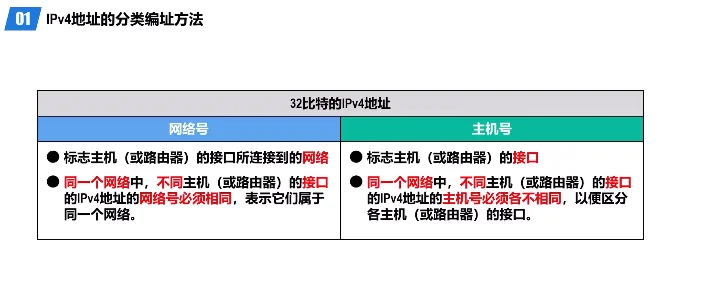 01 IPv4地址的分类编址方法
32比特的IPv4地址
网络号
主机号
● 标志主机（或路由器）的接口所连接到的网络
● 同一个网络中，不同主机（或路由器）的接口
的IPv4地址的网络号必须相同，表示它们属于
同一个网络。
● 标志主机（或路由器）的接口
● 同一个网络中，不同主机（或路由器）的接口
的IPv4地址的主机号必须各不相同，以便区分
各主机（或路由器）的接口。